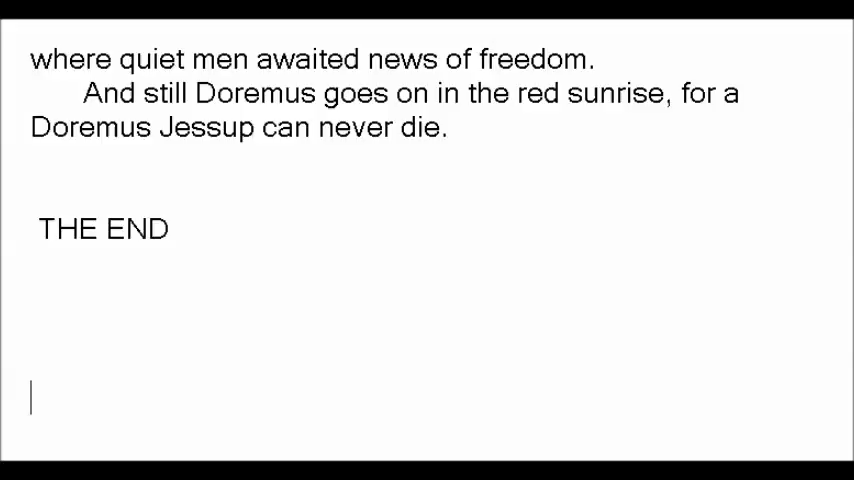 where quiet men awaited news of freedom.
And still Doremus goes on in the red sunrise, for a
Doremus Jessup can never die.
THE END